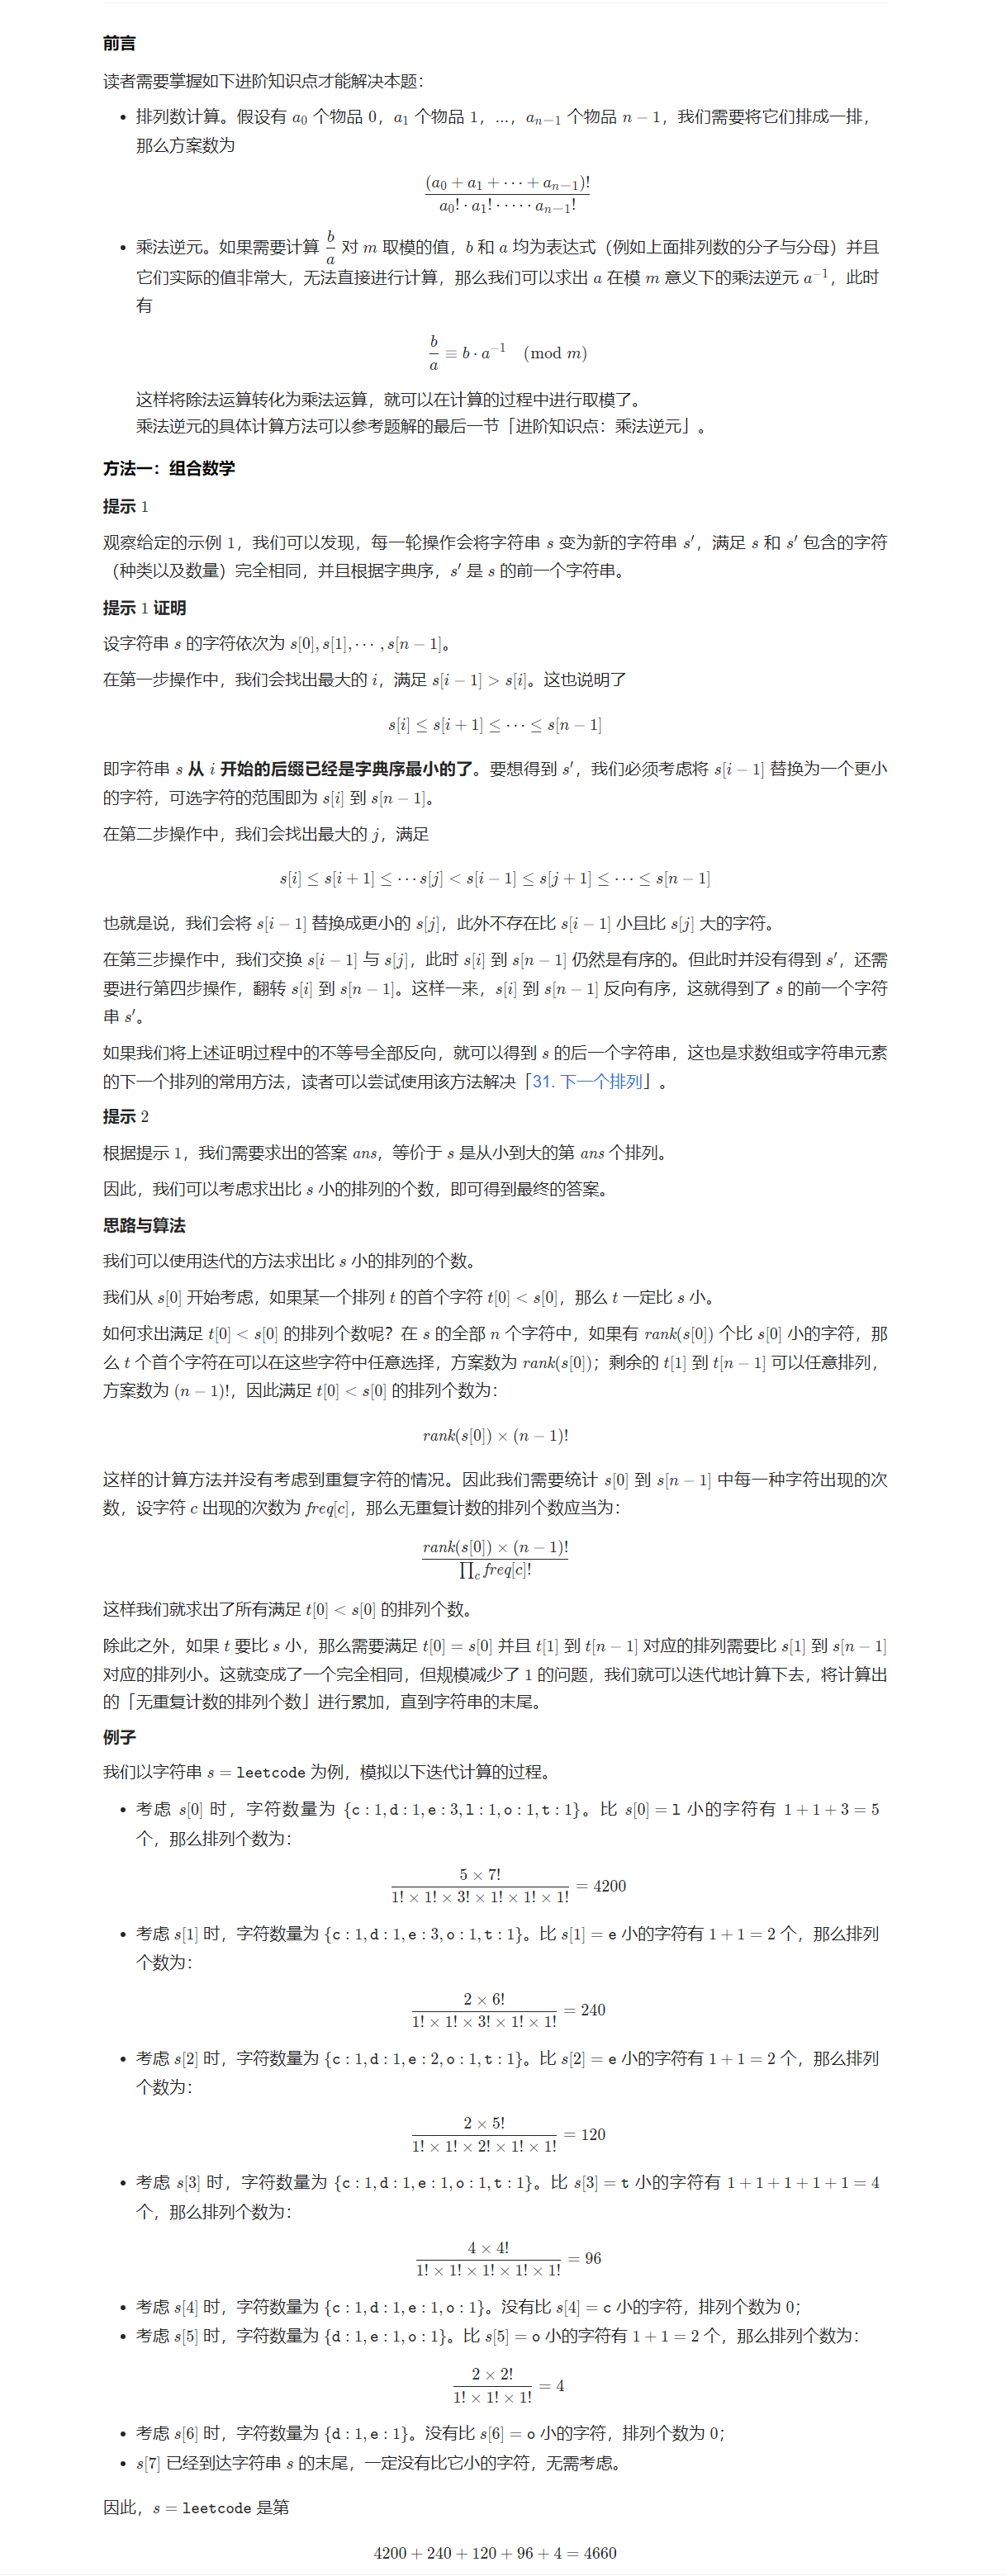 前言
读者需要掌握如下进阶知识点才能解决本题：
• 排列数计算。假设有 a₀ 个物品 0，a₁ 个物品 1，...，aₙ₋₁ 个物品 n − 1，我们需要将它们排成一排，
那么方案数为
(a₀ + a₁ + ··· + aₙ₋₁)!
a₀! · a₁! · ··· · aₙ₋₁!
• 乘法逆元。如果需要计算 b/a 对 m 取模的值，b 和 a 均为表达式（例如上面排列数的分子与分母）并且
它们实际的值非常大，无法直接进行计算，那么我们可以求出 a 在模 m 意义下的乘法逆元 a⁻¹，此时
有
b/a ≡ b · a⁻¹ (mod m)
这样将除法运算转化为乘法运算，就可以在计算的过程中进行取模了。
乘法逆元的具体计算方法可以参考题解的最后一节「进阶知识点：乘法逆元」。
方法一：组合数学
提示 1
观察给定的示例 1，我们可以发现，每一轮操作会将字符串 s 变为新的字符串 s′，满足 s 和 s′ 包含的字符
（种类以及数量）完全相同，并且根据字典序，s′ 是 s 的前一个字符串。
提示 1 证明
设字符串 s 的字符依次为 s[0], s[1], ··· , s[n − 1]。
在第一步操作中，我们会找出最大的 i，满足 s[i − 1] > s[i]。这也说明了
s[i] ≤ s[i + 1] ≤ ··· ≤ s[n − 1]
即字符串 s 从 i 开始的后缀已经是字典序最小的了。要想得到 s′，我们必须考虑将 s[i − 1] 替换为一个更小
的字符，可选字符的范围即为 s[i] 到 s[n − 1]。
在第二步操作中，我们会找出最大的 j，满足
s[i] ≤ s[i + 1] ≤ ··· s[j] < s[i − 1] ≤ s[j + 1] ≤ ··· ≤ s[n − 1]
也就是说，我们会将 s[i − 1] 替换成更小的 s[j]，此外不存在比 s[i − 1] 小且比 s[j] 大的字符。
在第三步操作中，我们交换 s[i − 1] 与 s[j]，此时 s[i] 到 s[n − 1] 仍然是有序的。但此时并没有得到 s′，还需
要进行第四步操作，翻转 s[i] 到 s[n − 1]。这样一来，s[i] 到 s[n − 1] 反向有序，这就得到了 s 的前一个字符
串 s′。
如果我们将上述证明过程中的不等号全部反向，就可以得到 s 的后一个字符串，这也是求数组或字符串元素
的下一个排列的常用方法，读者可以尝试使用该方法解决「31. 下一个排列」。
提示 2
根据提示 1，我们需要求出的答案 ans，等价于 s 是从小到大的第 ans 个排列。
因此，我们可以考虑求出比 s 小的排列的个数，即可得到最终的答案。
思路与算法
我们可以使用迭代的方法求出比 s 小的排列的个数。
我们从 s[0] 开始考虑，如果某一个排列 t 的首个字符 t[0] < s[0]，那么 t 一定比 s 小。
如何求出满足 t[0] < s[0] 的排列个数呢？在 s 的全部 n 个字符中，如果有 rank(s[0]) 个比 s[0] 小的字符，那
么 t 个首个字符在可以在这些字符中任意选择，方案数为 rank(s[0])；剩余的 t[1] 到 t[n − 1] 可以任意排列，
方案数为 (n − 1)!，因此满足 t[0] < s[0] 的排列个数为：
rank(s[0]) × (n − 1)!
这样的计算方法并没有考虑到重复字符的情况。因此我们需要统计 s[0] 到 s[n − 1] 中每一种字符出现的次
数，设字符 c 出现的次数为 freq[c]，那么无重复计数的排列个数应当为：
rank(s[0]) × (n − 1)!
∏c freq[c]!
这样我们就求出了所有满足 t[0] < s[0] 的排列个数。
除此之外，如果 t 要比 s 小，那么需要满足 t[0] = s[0] 并且 t[1] 到 t[n − 1] 对应的排列需要比 s[1] 到 s[n − 1]
对应的排列小。这就变成了一个完全相同，但规模减少了 1 的问题，我们就可以迭代地计算下去，将计算出
的「无重复计数的排列个数」进行累加，直到字符串的末尾。
例子
我们以字符串 s = leetcode 为例，模拟以下迭代计算的过程。
• 考虑 s[0] 时，字符数量为 {c : 1, d : 1, e : 3, l : 1, o : 1, t : 1}。比 s[0] = l 小的字符有 1 + 1 + 3 = 5
个，那么排列个数为：
5 × 7!
1! × 1! × 3! × 1! × 1! × 1! = 4200
• 考虑 s[1] 时，字符数量为 {c : 1, d : 1, e : 3, o : 1, t : 1}。比 s[1] = e 小的字符有 1 + 1 = 2 个，那么排列
个数为：
2 × 6!
1! × 1! × 3! × 1! × 1! = 240
• 考虑 s[2] 时，字符数量为 {c : 1, d : 1, e : 2, o : 1, t : 1}。比 s[2] = e 小的字符有 1 + 1 = 2 个，那么排列
个数为：
2 × 5!
1! × 1! × 2! × 1! × 1! = 120
• 考虑 s[3] 时，字符数量为 {c : 1, d : 1, e : 1, o : 1, t : 1}。比 s[3] = t 小的字符有 1 + 1 + 1 + 1 + 1 = 4
个，那么排列个数为：
4 × 4!
1! × 1! × 1! × 1! × 1! = 96
• 考虑 s[4] 时，字符数量为 {c : 1, d : 1, e : 1, o : 1}。没有比 s[4] = c 小的字符，排列个数为 0；
• 考虑 s[5] 时，字符数量为 {d : 1, e : 1, o : 1}。比 s[5] = o 小的字符有 1 + 1 = 2 个，那么排列个数为：
2 × 2!
1! × 1! × 1! = 4
• 考虑 s[6] 时，字符数量为 {d : 1, e : 1}。没有比 s[6] = o 小的字符，排列个数为 0；
• s[7] 已经到达字符串 s 的末尾，一定没有比它小的字符，无需考虑。
因此，s = leetcode 是第
4200 + 240 + 120 + 96 + 4 = 4660